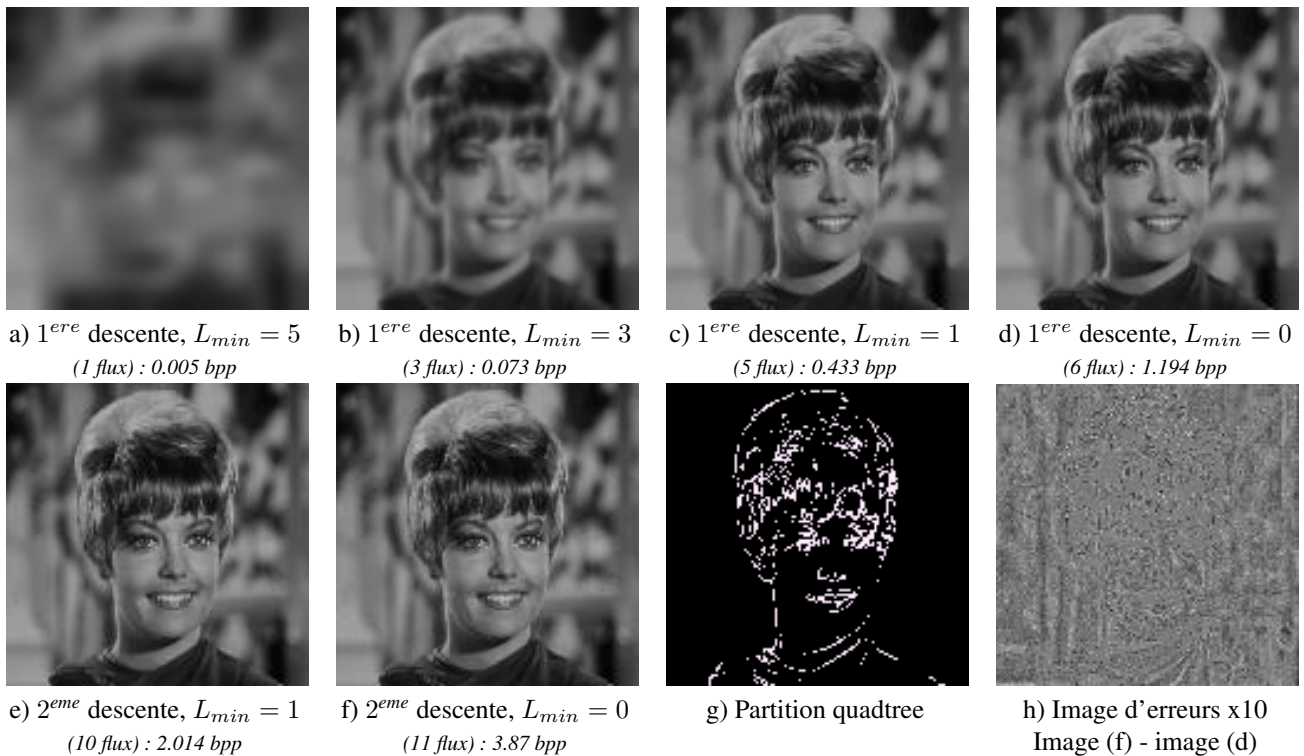 a) 1ere descente, Lmin = 5
(1 flux) : 0.005 bpp
b) 1ere descente, Lmin = 3
(3 flux) : 0.073 bpp
c) 1ere descente, Lmin = 1
(5 flux) : 0.433 bpp
d) 1ere descente, Lmin = 0
(6 flux) : 1.194 bpp
e) 2eme descente, Lmin = 1
(10 flux) : 2.014 bpp
f) 2eme descente, Lmin = 0
(11 flux) : 3.87 bpp
g) Partition quadtree
h) Image d'erreurs x10
Image (f) - image (d)